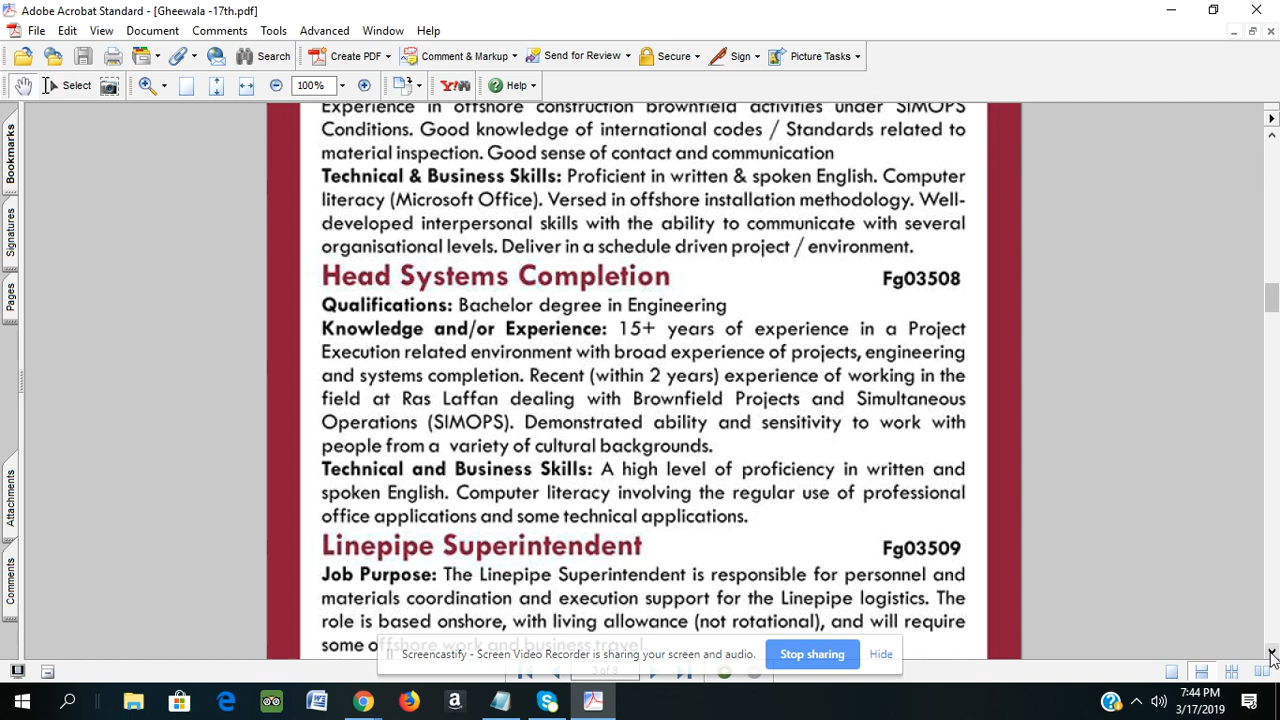 Adobe Acrobat Standard - [Gheewala -17th.pdf]
File Edit View Document Comments Tools Advanced Window Help
Search Create PDF Comment & Markup Send for Review Secure Sign Picture Tasks
Select 100% Y! Help
Bookmarks
Signatures
Pages
Attachments
Comments
Experience in offshore construction brownfield activities under SIMOPS
Conditions. Good knowledge of international codes / Standards related to
material inspection. Good sense of contact and communication
Technical & Business Skills: Proficient in written & spoken English. Computer
literacy (Microsoft Office). Versed in offshore installation methodology. Well-
developed interpersonal skills with the ability to communicate with several
organisational levels. Deliver in a schedule driven project / environment.
Head Systems Completion Fg03508
Qualifications: Bachelor degree in Engineering
Knowledge and/or Experience: 15+ years of experience in a Project
Execution related environment with broad experience of projects, engineering
and systems completion. Recent (within 2 years) experience of working in the
field at Ras Laffan dealing with Brownfield Projects and Simultaneous
Operations (SIMOPS). Demonstrated ability and sensitivity to work with
people from a variety of cultural backgrounds.
Technical and Business Skills: A high level of proficiency in written and
spoken English. Computer literacy involving the regular use of professional
office applications and some technical applications.
Linepipe Superintendent Fg03509
Job Purpose: The Linepipe Superintendent is responsible for personnel and
materials coordination and execution support for the Linepipe logistics. The
role is based onshore, with living allowance (not rotational), and will require
some offshore work and business travel.
Screencastify - Screen Video Recorder is sharing your screen and audio. Stop sharing Hide
of 8
7:44 PM
3/17/2019